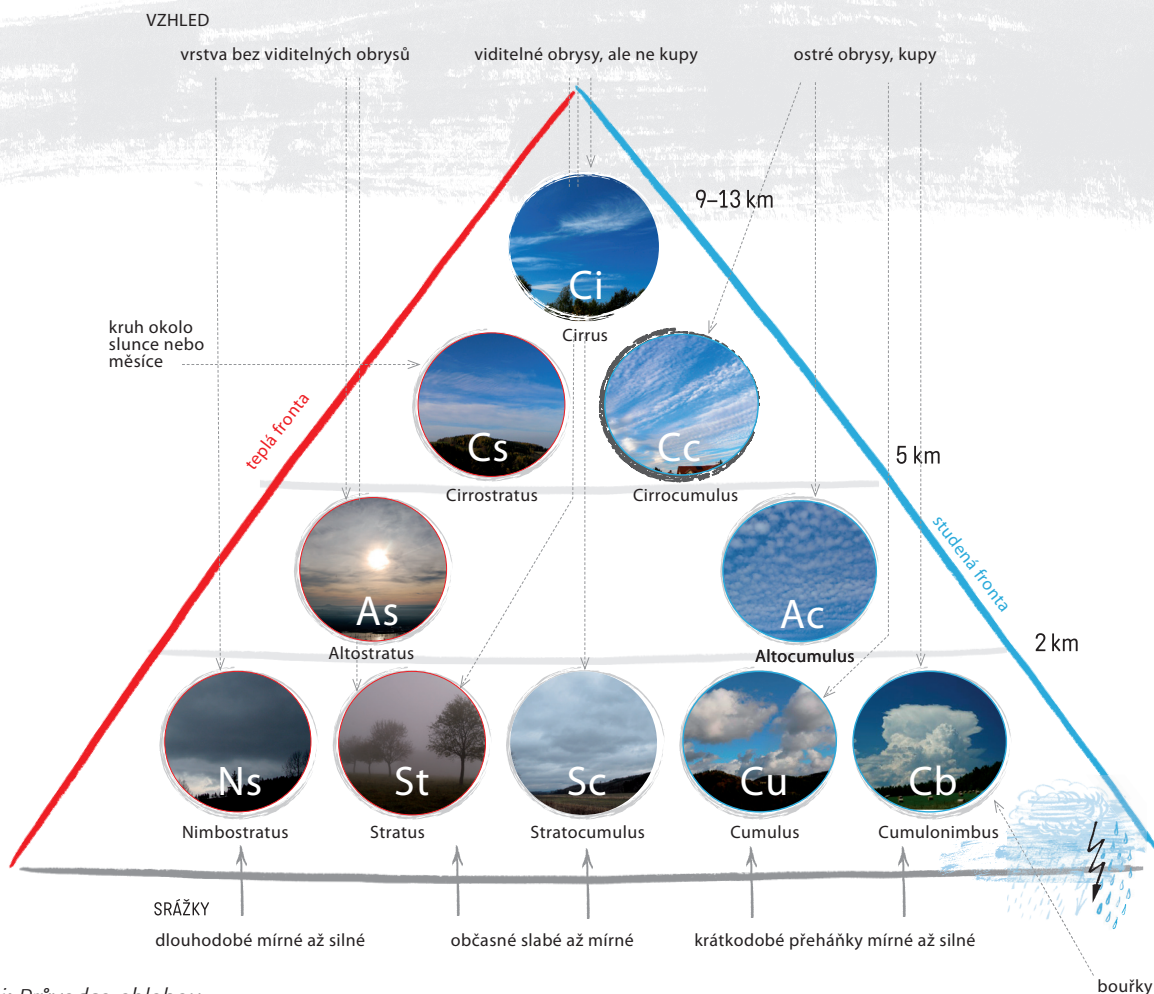 VZHLED
vrstva bez viditelných obrysů
viditelné obrysy, ale ne kupy
ostré obrysy, kupy
9–13 km
Ci
Cirrus
kruh okolo
slunce nebo
měsíce
teplá fronta
Cs
Cirrostratus
Cc
Cirrocumulus
5 km
studená fronta
As
Altostratus
Ac
Altocumulus
2 km
Ns
Nimbostratus
St
Stratus
Sc
Stratocumulus
Cu
Cumulus
Cb
Cumulonimbus
SRÁŽKY
dlouhodobé mírné až silné
občasné slabé až mírné
krátkodobé přeháňky mírné až silné
bouřky